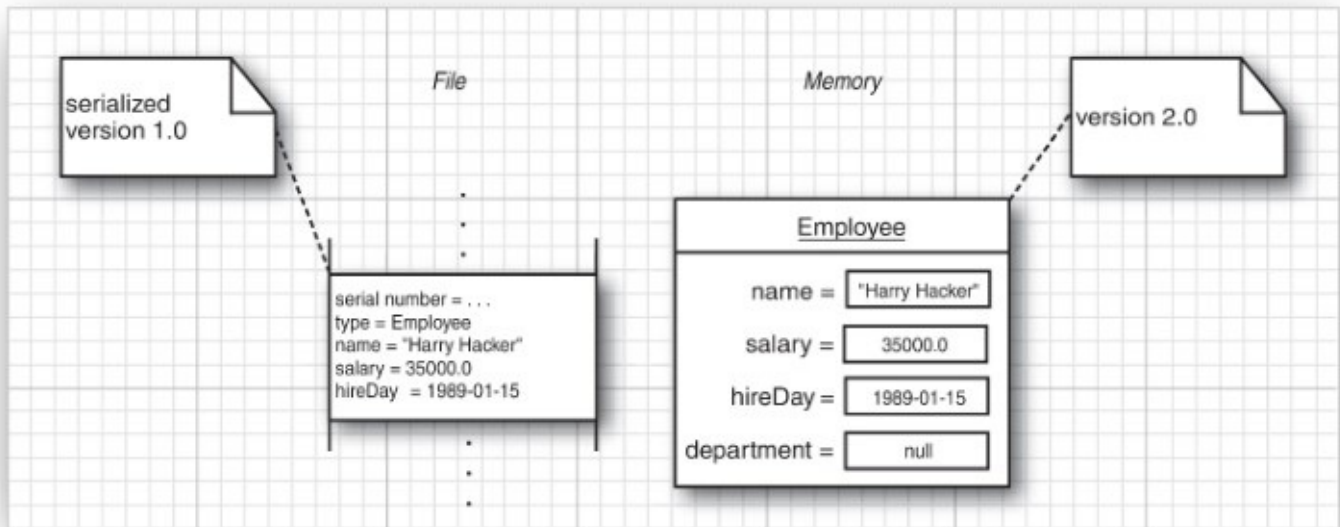 serialized
version 1.0
File
Memory
version 2.0
serial number = . . .
type = Employee
name = "Harry Hacker"
salary = 35000.0
hireDay = 1989-01-15
Employee
name = "Harry Hacker"
salary = 35000.0
hireDay = 1989-01-15
department = null